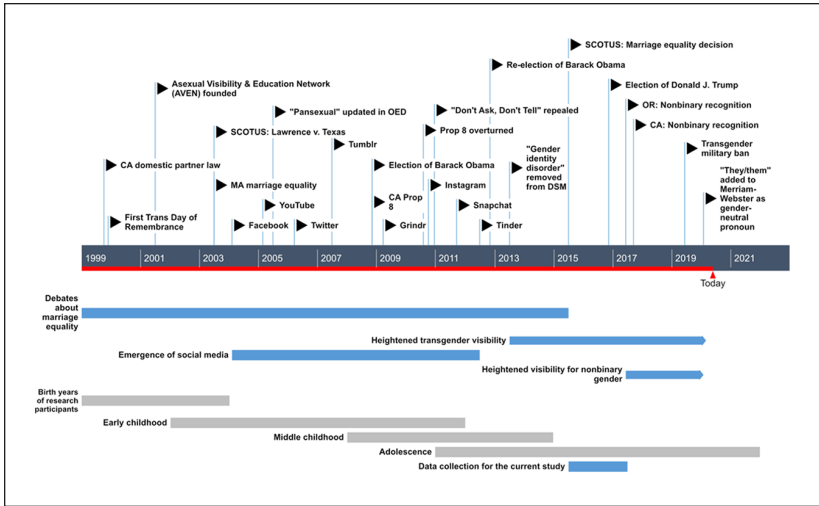 SCOTUS: Marriage equality decision
Re-election of Barack Obama
Asexual Visibility & Education Network
(AVEN) founded
Election of Donald J. Trump
"Pansexual" updated in OED
"Don't Ask, Don't Tell" repealed
OR: Nonbinary recognition
SCOTUS: Lawrence v. Texas
Prop 8 overturned
CA: Nonbinary recognition
Tumblr
"Gender
identity
disorder"
removed
from DSM
Transgender
military ban
CA domestic partner law
Election of Barack Obama
"They/them"
added to
Merriam-
Webster as
gender-
neutral
pronoun
MA marriage equality
Instagram
YouTube
CA Prop
8
Snapchat
First Trans Day of
Remembrance
Facebook
Twitter
Grindr
Tinder
1999
2001
2003
2005
2007
2009
2011
2013
2015
2017
2019
2021
Today
Debates
about
marriage
equality
Heightened transgender visibility
Emergence of social media
Heightened visibility for nonbinary
gender
Birth years
of research
participants
Early childhood
Middle childhood
Adolescence
Data collection for the current study